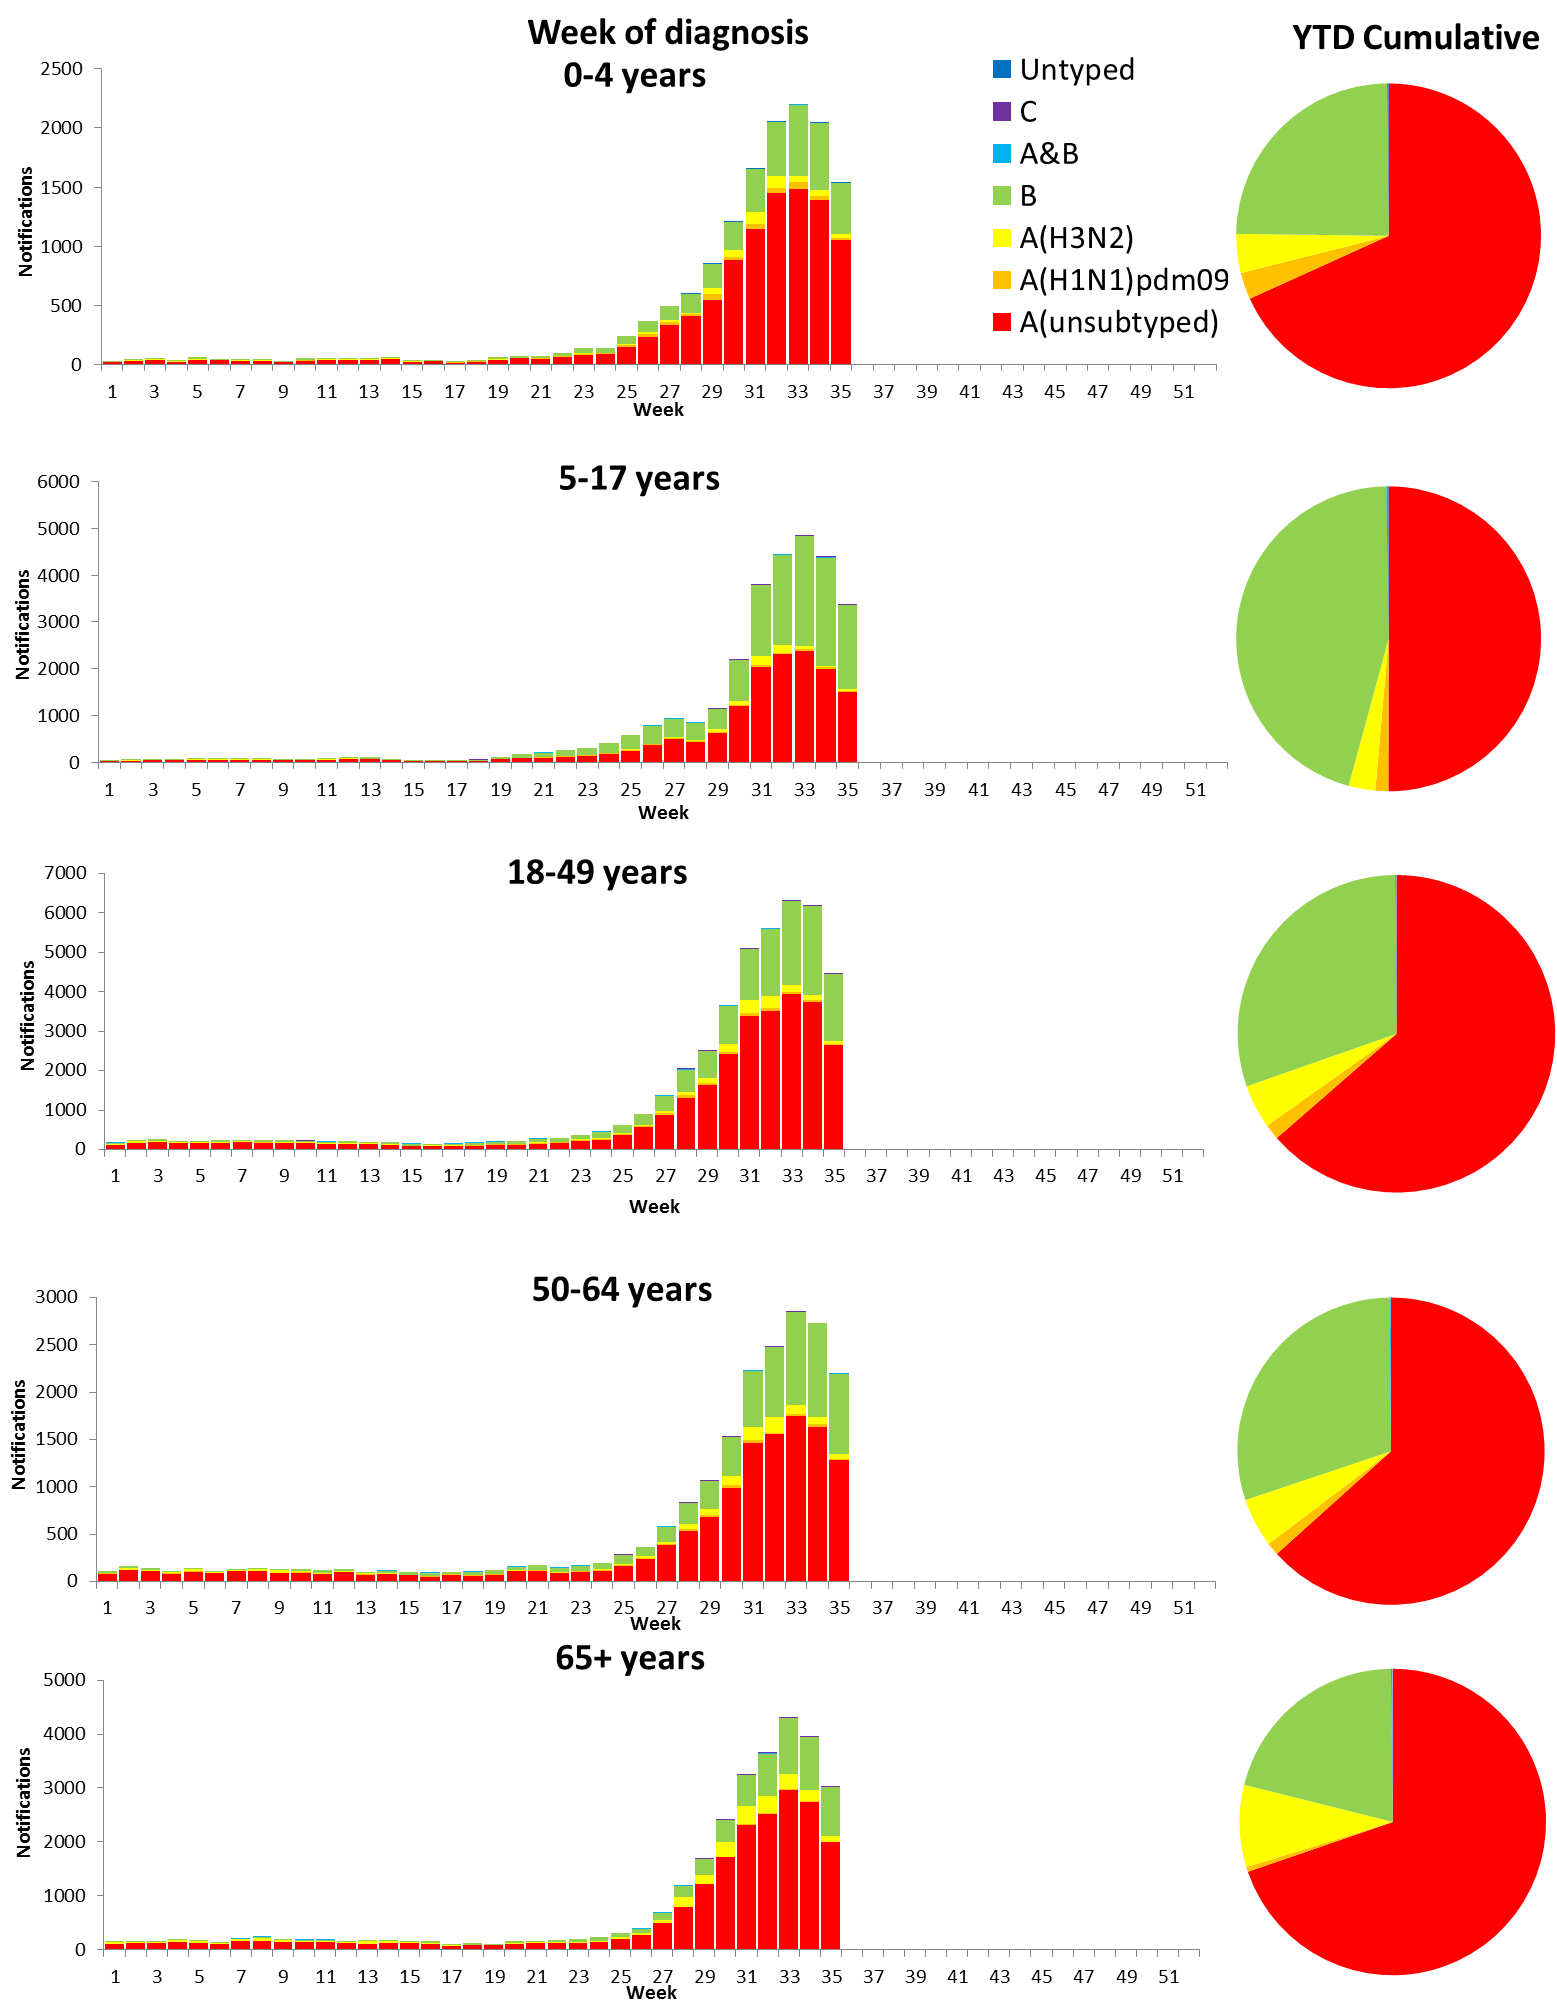 Week of diagnosis
YTD Cumulative
0-4 years
Untyped
C
A&B
B
A(H3N2)
A(H1N1)pdm09
A(unsubtyped)
Notifications
2500
2000
1500
1000
500
0
1 3 5 7 9 11 13 15 17 19 21 23 25 27 29 31 33 35 37 39 41 43 45 47 49 51
Week
5-17 years
Notifications
6000
5000
4000
3000
2000
1000
0
1 3 5 7 9 11 13 15 17 19 21 23 25 27 29 31 33 35 37 39 41 43 45 47 49 51
Week
18-49 years
Notifications
7000
6000
5000
4000
3000
2000
1000
0
1 3 5 7 9 11 13 15 17 19 21 23 25 27 29 31 33 35 37 39 41 43 45 47 49 51
Week
50-64 years
Notifications
3000
2500
2000
1500
1000
500
0
1 3 5 7 9 11 13 15 17 19 21 23 25 27 29 31 33 35 37 39 41 43 45 47 49 51
Week
65+ years
Notifications
5000
4000
3000
2000
1000
0
1 3 5 7 9 11 13 15 17 19 21 23 25 27 29 31 33 35 37 39 41 43 45 47 49 51
Week